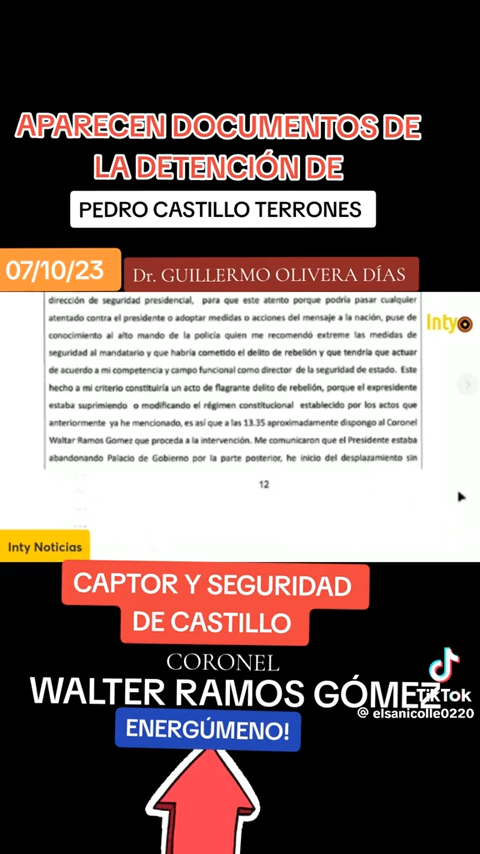 APARECEN DOCUMENTOS DE
LA DETENCIÓN DE
PEDRO CASTILLO TERRONES
07/10/23
Dr. GUILLERMO OLIVERA DÍAS
dirección de seguridad presidencial, para que este atento porque podría pasar cualquier
atentado contra el presidente o adoptar medidas o acciones del mensaje a la nación, puse de
conocimiento al alto mando de la policía quien me recomendó extreme las medidas de
seguridad al mandatario y que habría cometido el delito de rebelión y que tendría que actuar
de acuerdo a mi competencia y campo funcional como director de la seguridad de estado. Este
hecho a mi criterio constituiría un acto de flagrante delito de rebelión, porque el expresidente
estaba suprimiendo o modificando el régimen constitucional establecido por los actos que
anteriormente ya he mencionado, es así que a las 13.35 aproximadamente dispongo al Coronel
Waltar Ramos Gomez que proceda a la intervención. Me comunicaron que el Presidente estaba
abandonando Palacio de Gobierno por la parte posterior, he inicio del desplazamiento sin
12
Inty
Inty Noticias
CAPTOR Y SEGURIDAD
DE CASTILLO
CORONEL
WALTER RAMOS GÓMEZ
ENERGÚMENO!
TikTok
@elsanicolle0220